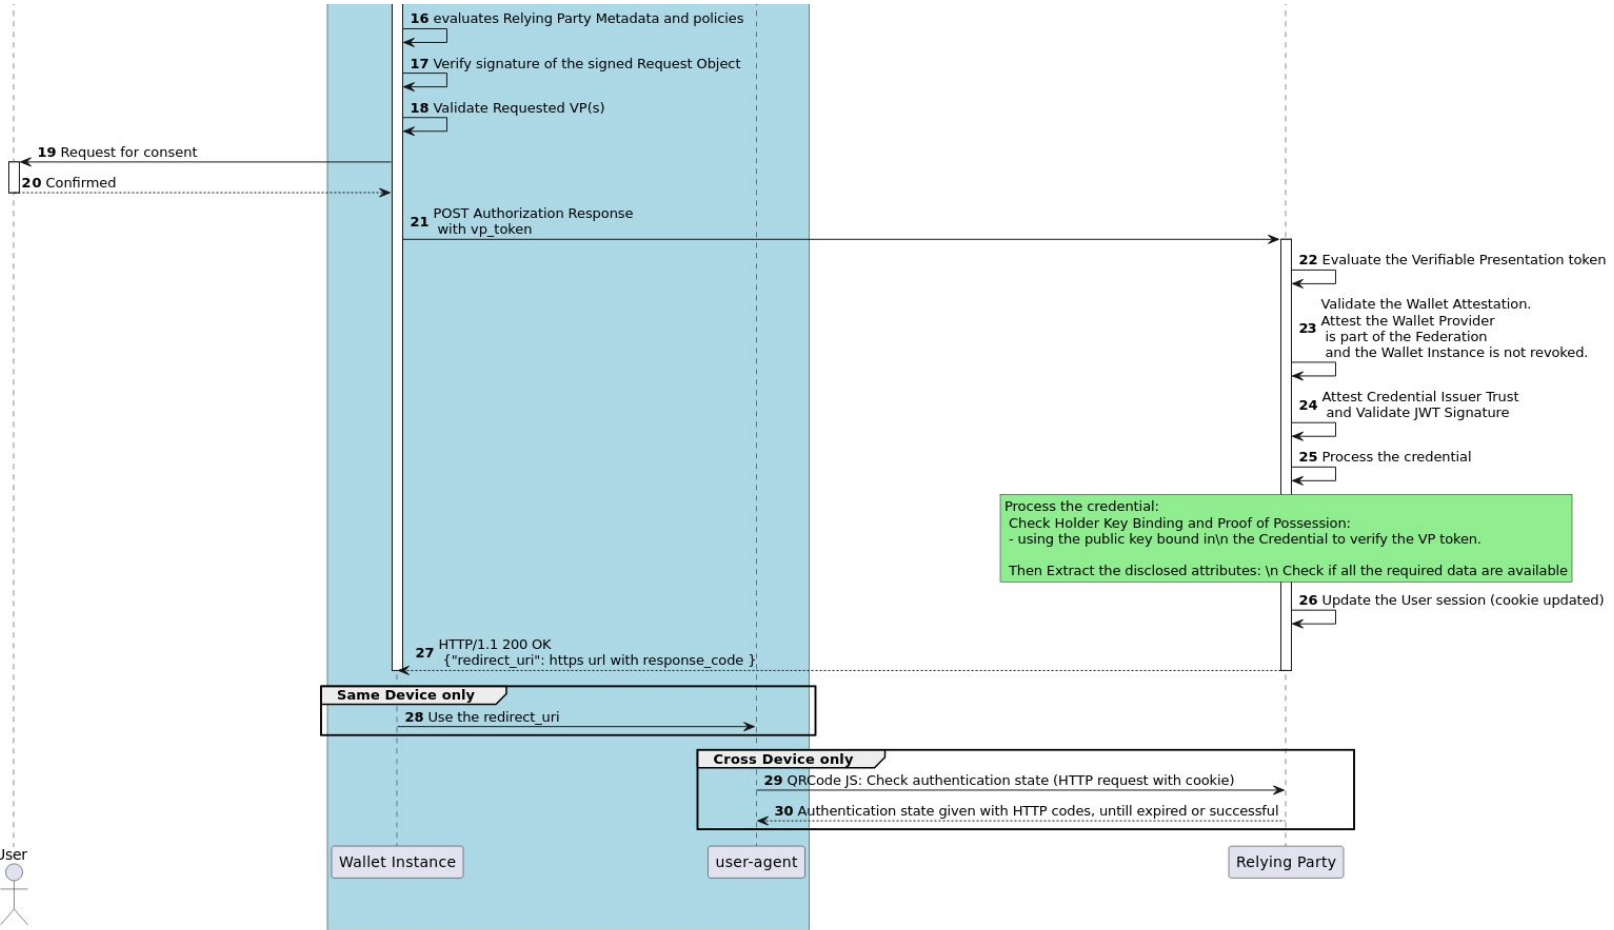 16 evaluates Relying Party Metadata and policies
17 Verify signature of the signed Request Object
18 Validate Requested VP(s)
19 Request for consent
20 Confirmed
21 POST Authorization Response
with vp_token
22 Evaluate the Verifiable Presentation token
Validate the Wallet Attestation.
23 Attest the Wallet Provider
is part of the Federation
and the Wallet Instance is not revoked.
24 Attest Credential Issuer Trust
and Validate JWT Signature
25 Process the credential
Process the credential:
Check Holder Key Binding and Proof of Possession:
- using the public key bound in\n the Credential to verify the VP token.
Then Extract the disclosed attributes: \n Check if all the required data are available
26 Update the User session (cookie updated)
27 HTTP/1.1 200 OK
{"redirect_uri": https url with response_code }
Same Device only
28 Use the redirect_uri
Cross Device only
29 QRCode JS: Check authentication state (HTTP request with cookie)
30 Authentication state given with HTTP codes, untill expired or successful
User
Wallet Instance
user-agent
Relying Party